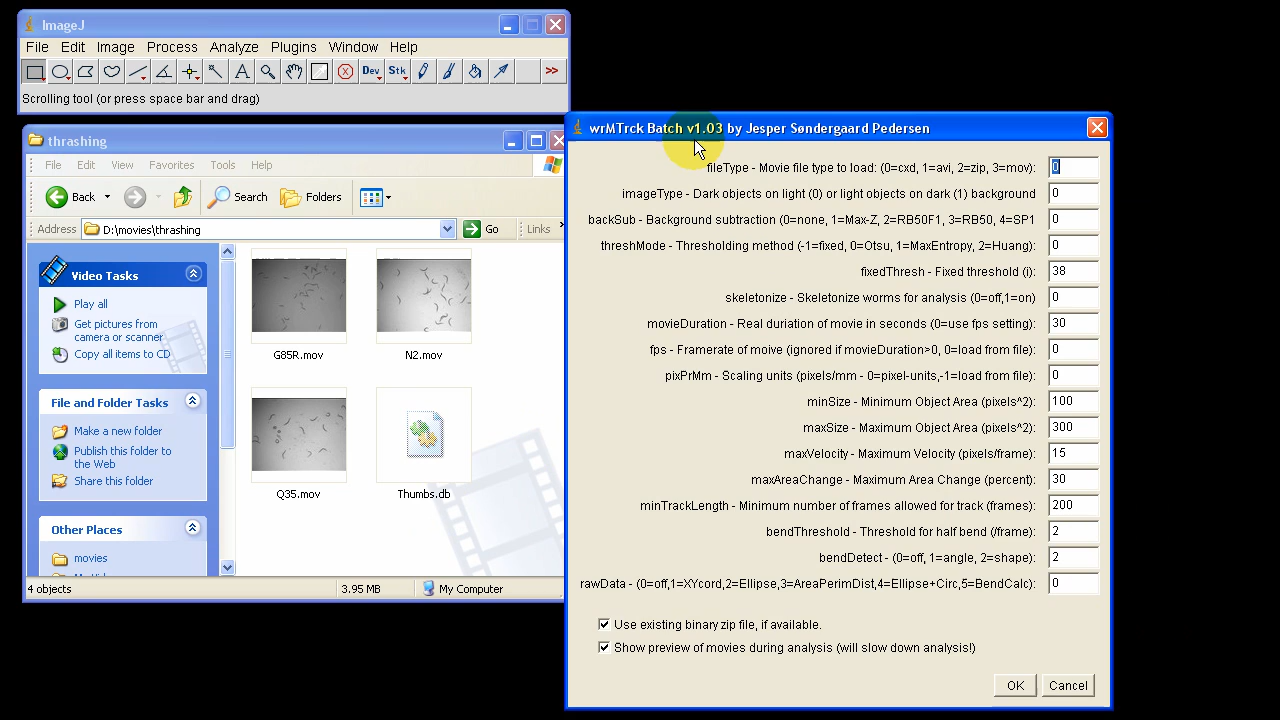 ImageJ
File Edit Image Process Analyze Plugins Window Help
A Dev Stk >>
Scrolling tool (or press space bar and drag)
thrashing
File Edit View Favorites Tools Help
Back Search Folders
Address D:\movies\thrashing Go Links
Video Tasks
Play all
Get pictures from
camera or scanner
Copy all items to CD
File and Folder Tasks
Make a new folder
Publish this folder to
the Web
Share this folder
Other Places
movies
G85R.mov
N2.mov
Q35.mov
Thumbs.db
4 objects 3.95 MB My Computer
wrMTrck Batch v1.03 by Jesper Søndergaard Pedersen
fileType - Movie file type to load: (0=cxd, 1=avi, 2=zip, 3=mov): 0
imageType - Dark objects on light(0) or light objects on dark (1) background 0
backSub - Background subtraction (0=none, 1=Max-Z, 2=RB50F1, 3=RB50, 4=SP1 0
threshMode - Thresholding method (-1=fixed, 0=Otsu, 1=MaxEntropy, 2=Huang): 0
fixedThresh - Fixed threshold (i): 38
skeletonize - Skeletonize worms for analysis (0=off,1=on) 0
movieDuration - Real duriation of movie in seconds (0=use fps setting): 30
fps - Framerate of moive (ignored if movieDuration>0, 0=load from file): 0
pixPrMm - Scaling units (pixels/mm - 0=pixel-units,-1=load from file): 0
minSize - Minimum Object Area (pixels^2): 100
maxSize - Maximum Object Area (pixels^2): 300
maxVelocity - Maximum Velocity (pixels/frame): 15
maxAreaChange - Maximum Area Change (percent): 30
minTrackLength - Minimum number of frames allowed for track (frames): 200
bendThreshold - Threshold for half bend (/frame): 2
bendDetect - (0=off, 1=angle, 2=shape): 2
rawData - (0=off,1=XYcord,2=Ellipse,3=AreaPerimDist,4=Ellipse+Circ,5=BendCalc): 0
Use existing binary zip file, if available.
Show preview of movies during analysis (will slow down analysis!)
OK Cancel